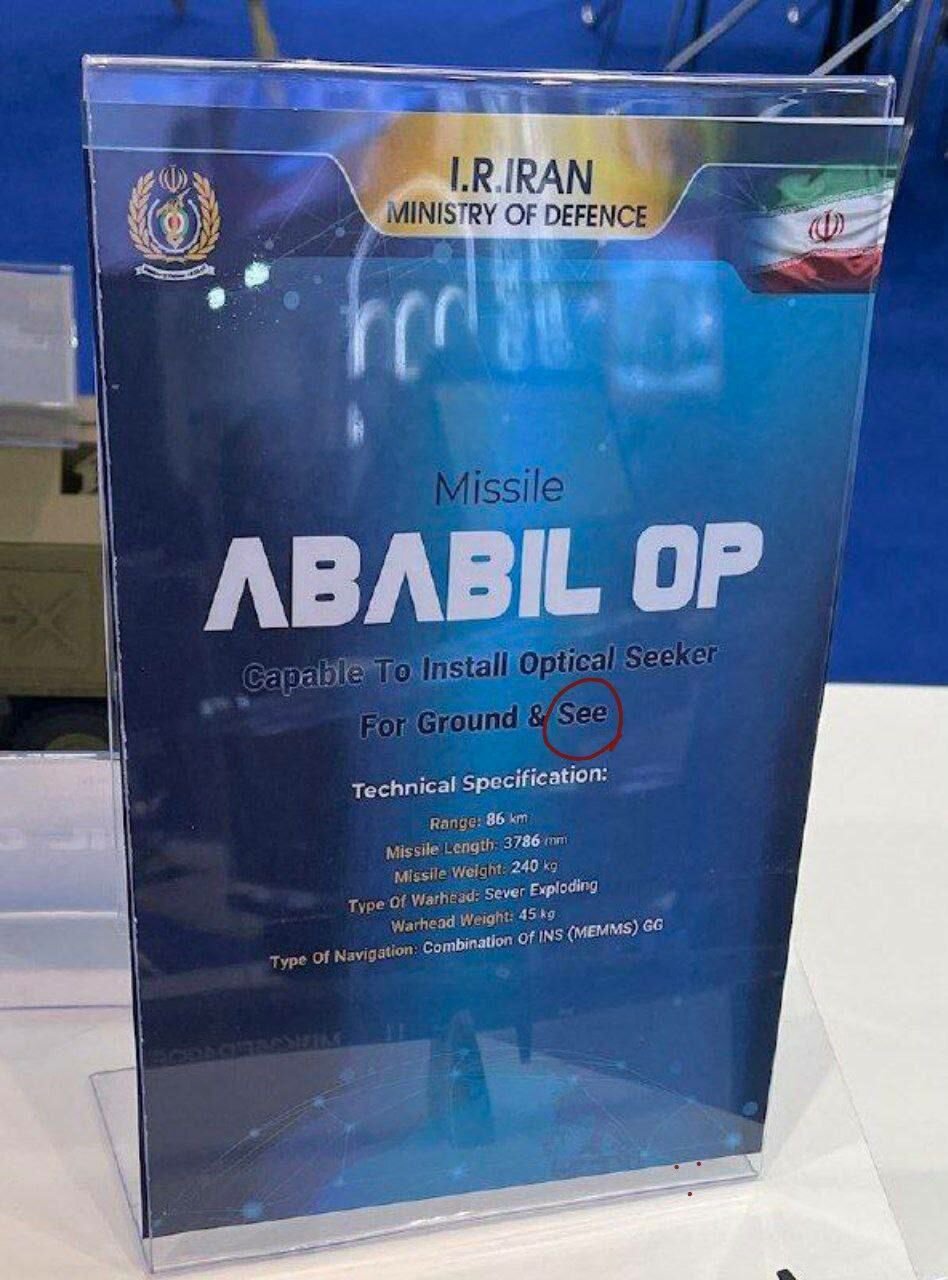 I.R.IRAN
MINISTRY OF DEFENCE
Missile
ABABIL OP
Capable To Install Optical Seeker
For Ground & See
Technical Specification:
Range: 86 km
Missile Length: 3786 mm
Missile Weight: 240 kg
Type Of Warhead: Sever Exploding
Warhead Weight: 45 kg
Type Of Navigation: Combination Of INS (MEMMS) GG